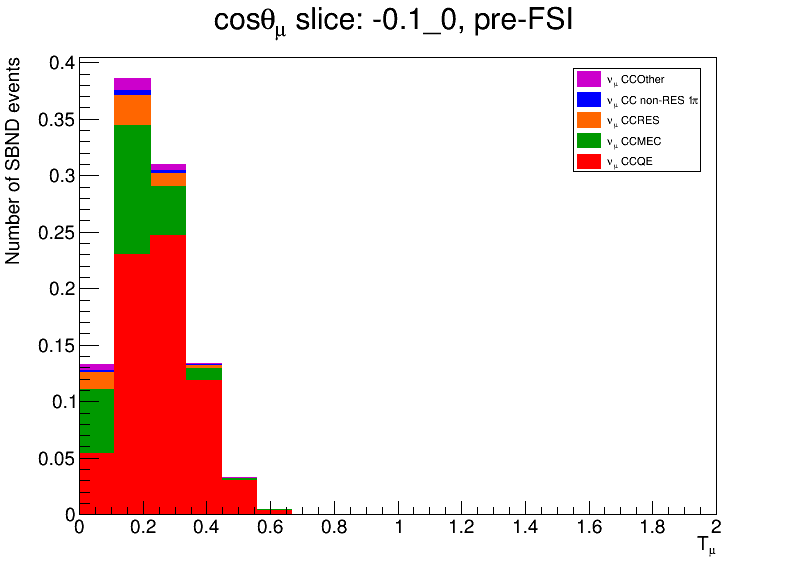 cosθμ slice: -0.1_0, pre-FSI
Number of SBND events
0.4
0.35
0.3
0.25
0.2
0.15
0.1
0.05
0
νμ CCOther
νμ CC non-RES 1π
νμ CCRES
νμ CCMEC
νμ CCQE
0 0.2 0.4 0.6 0.8 1 1.2 1.4 1.6 1.8 2
Tμ